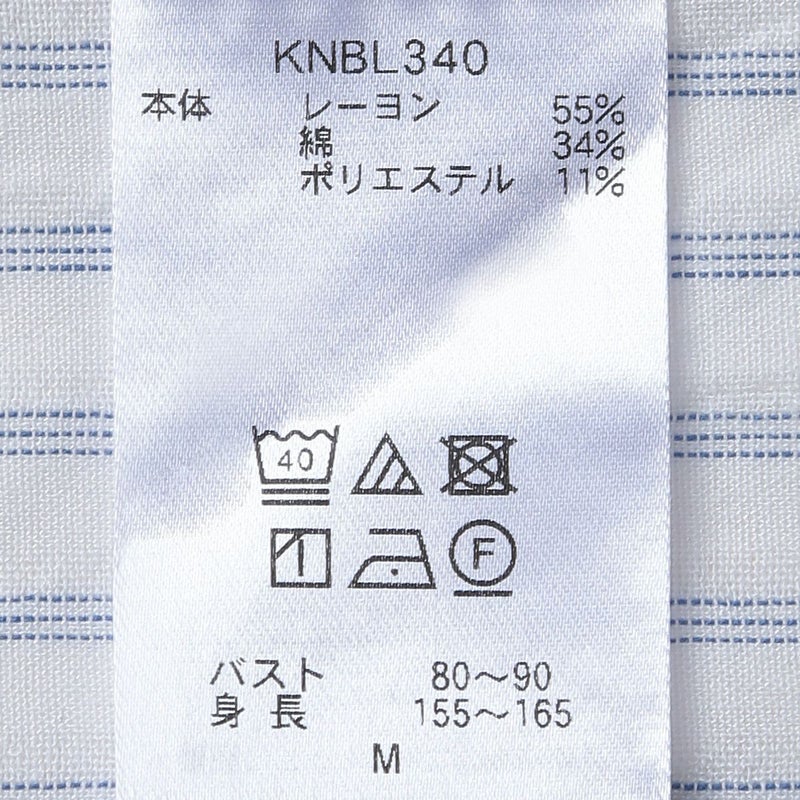 KNBL340
本体 レーヨン 55%
綿 34%
ポリエステル 11%
40
F
バスト 80〜90
身長 155〜165
M